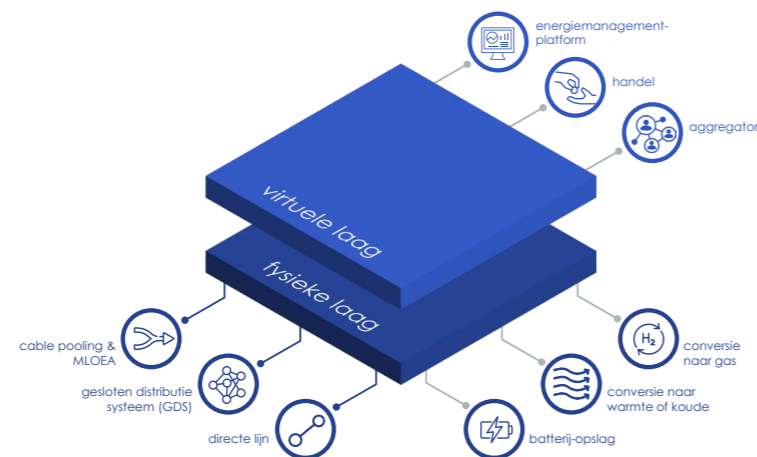 energiemanagement-
platform
handel
aggregator
virtuele laag
fysieke laag
cable pooling &
MLOEA
gesloten distributie
systeem (GDS)
directe lijn
batterij-opslag
conversie naar
warmte of koude
H₂
conversie
naar gas